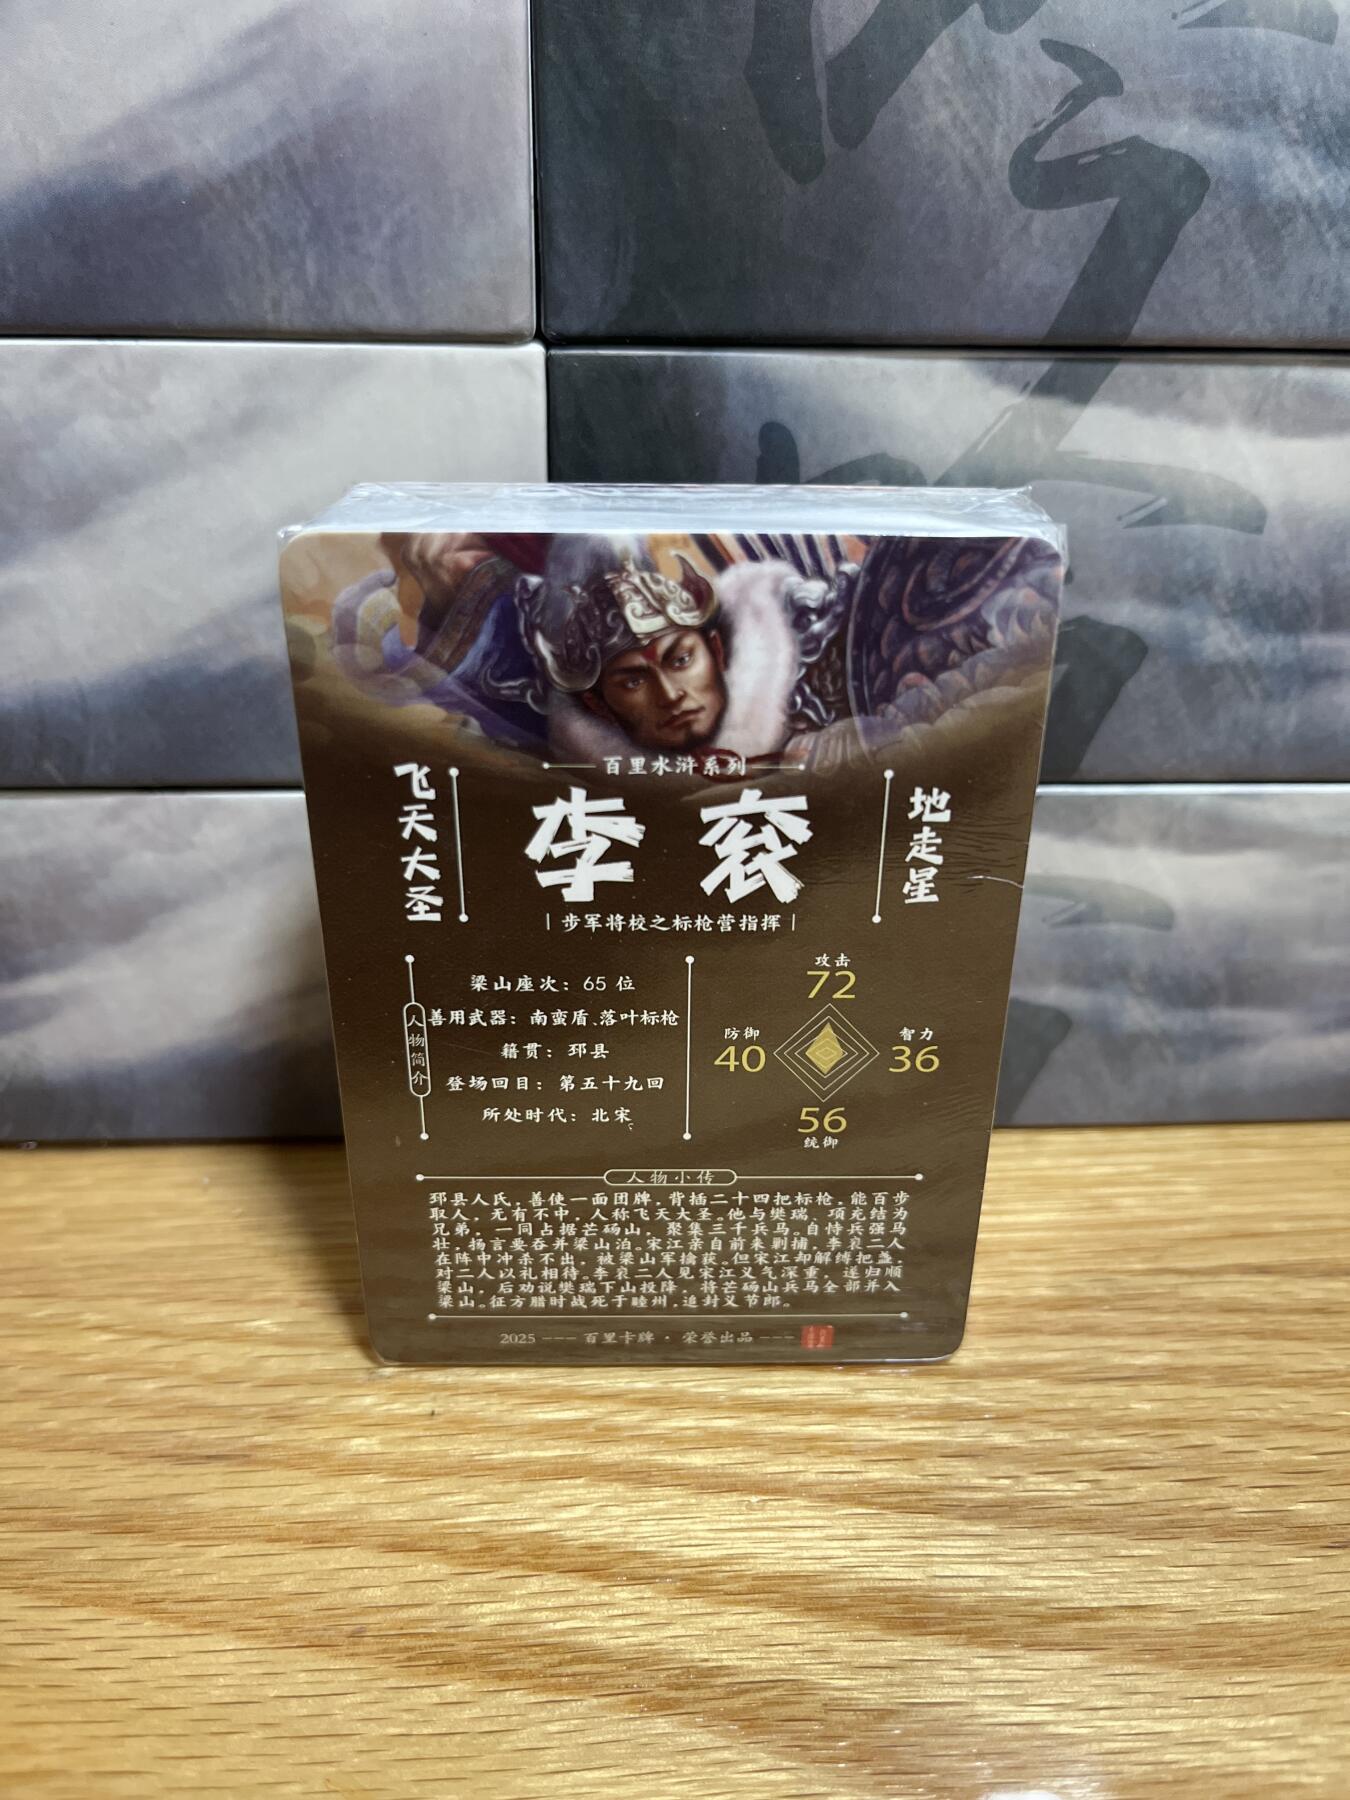 百里水浒系列
飞天大圣
李衮
地走星
步军将校之标枪营指挥
人物简介
梁山座次：65 位
善用武器：南蛮盾、落叶标枪
籍贯：邳县
登场回目：第五十九回
所处时代：北宋
攻击
72
防御
40
智力
36
56
统御
人物小传
邳县人氏，善使一面团牌，背插二十四把标枪，能百步
取人，无有不中，人称飞天大圣。他与樊瑞、项充结为
兄弟，一同占据芒砀山，聚集三千兵马。自恃兵强马
壮，扬言要吞并梁山泊。宋江亲自前来剿捕，李衮二人
在阵中冲杀不出，被梁山军擒获。但宋江却解缚把盏，
对二人以礼相待。李衮二人见宋江义气深重，遂归顺
梁山，后劝说樊瑞下山投降，将芒砀山兵马全部并入
梁山。征方腊时战死于睦州，追封义节郎。
2025 --- 百里卡牌 · 荣誉出品 ---